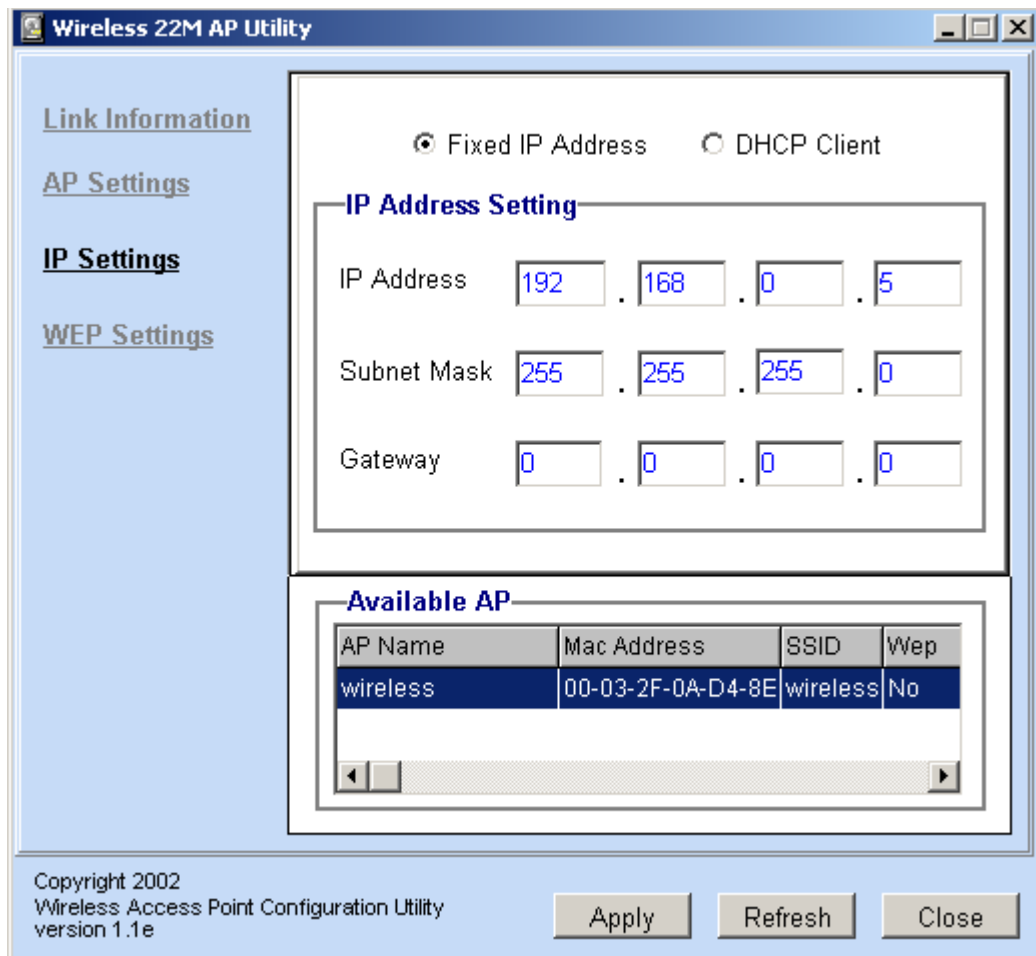 Wireless 22M AP Utility
Link Information
AP Settings
IP Settings
WEP Settings
Fixed IP Address DHCP Client
IP Address Setting
IP Address 192 . 168 . 0 . 5
Subnet Mask 255 . 255 . 255 . 0
Gateway 0 . 0 . 0 . 0
Available AP
AP Name Mac Address SSID Wep
wireless 00-03-2F-0A-D4-8E wireless No
Copyright 2002
Wireless Access Point Configuration Utility
version 1.1e
Apply Refresh Close